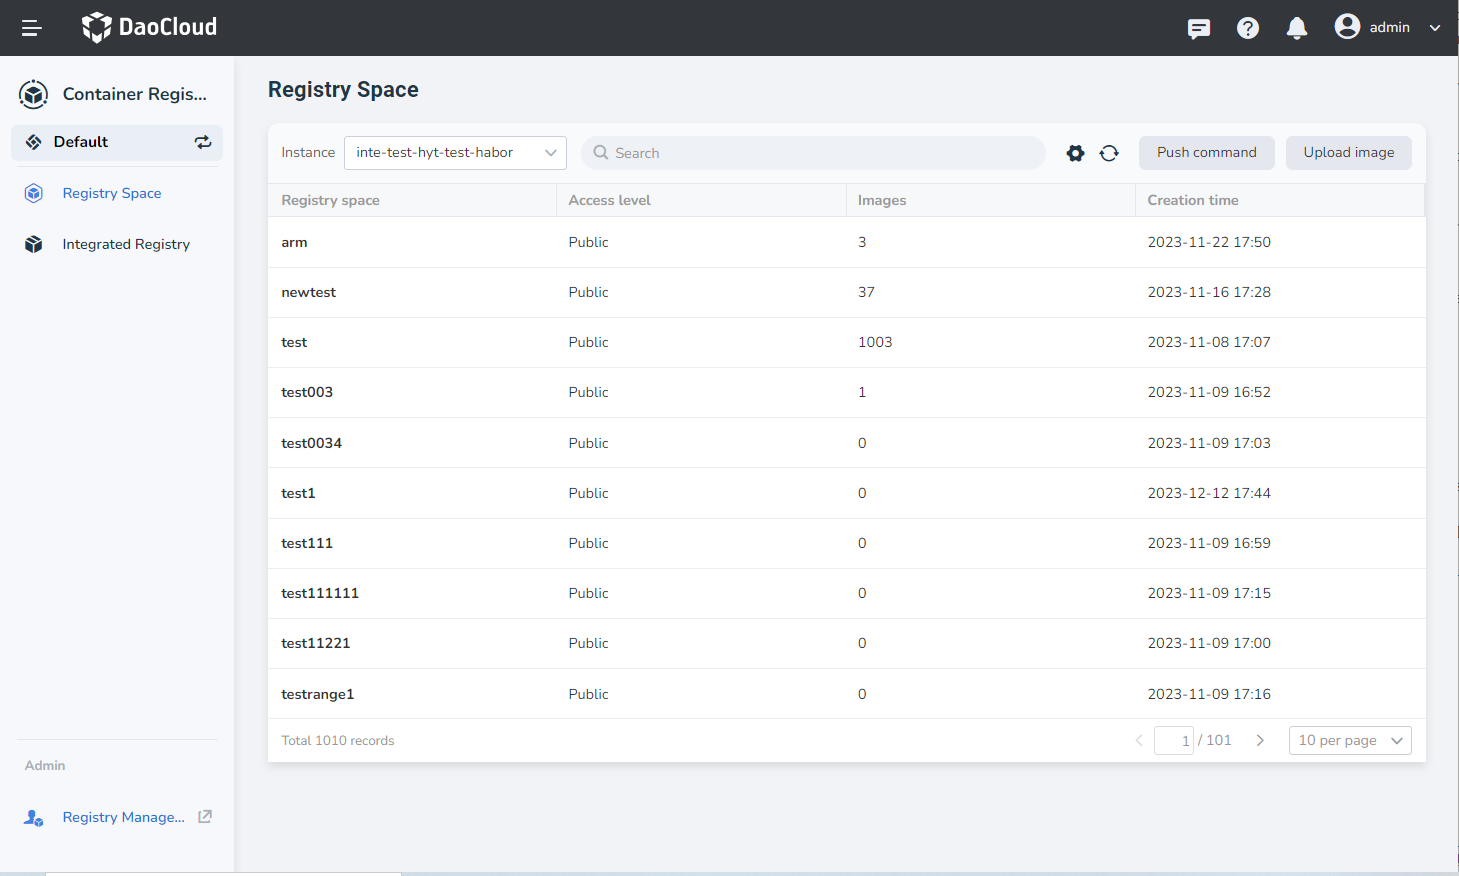 DaoCloud
admin
Container Regis...
Default
Registry Space
Integrated Registry
Admin
Registry Manage...
Registry Space
Instance inte-test-hyt-test-habor Search Push command Upload image
Registry space Access level Images Creation time
arm Public 3 2023-11-22 17:50
newtest Public 37 2023-11-16 17:28
test Public 1003 2023-11-08 17:07
test003 Public 1 2023-11-09 16:52
test0034 Public 0 2023-11-09 17:03
test1 Public 0 2023-12-12 17:44
test111 Public 0 2023-11-09 16:59
test111111 Public 0 2023-11-09 17:15
test11221 Public 0 2023-11-09 17:00
testrange1 Public 0 2023-11-09 17:16
Total 1010 records 1 / 101 10 per page